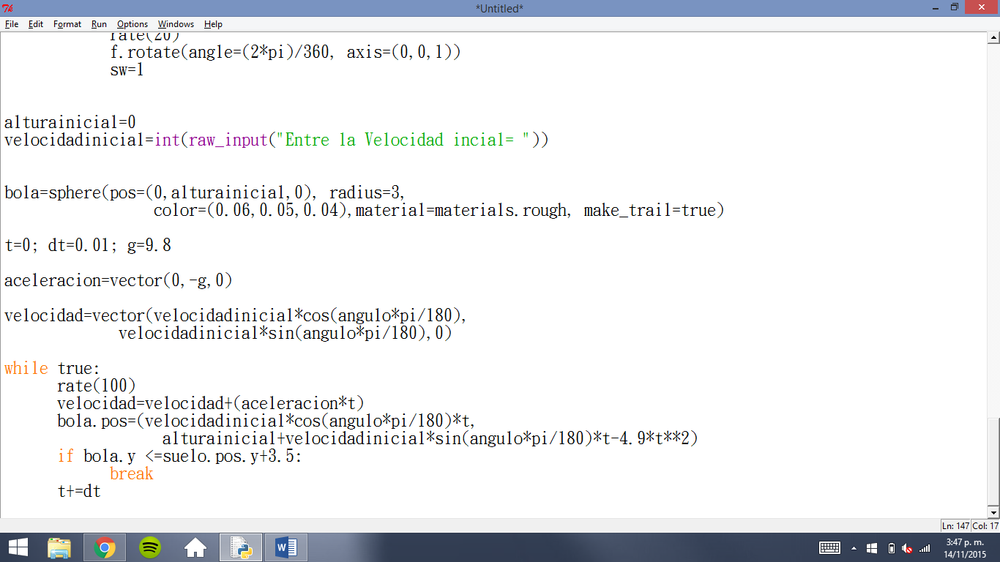 *Untitled*
File Edit Format Run Options Windows Help
rate(20)
f.rotate(angle=(2*pi)/360, axis=(0,0,1))
sw=1
alturainicial=0
velocidadinicial=int(raw_input("Entre la Velocidad incial= "))
bola=sphere(pos=(0,alturainicial,0), radius=3,
color=(0.06,0.05,0.04),material=materials.rough, make_trail=true)
t=0; dt=0.01; g=9.8
aceleracion=vector(0,-g,0)
velocidad=vector(velocidadinicial*cos(angulo*pi/180),
velocidadinicial*sin(angulo*pi/180),0)
while true:
rate(100)
velocidad=velocidad+(aceleracion*t)
bola.pos=(velocidadinicial*cos(angulo*pi/180)*t,
alturainicial+velocidadinicial*sin(angulo*pi/180)*t-4.9*t**2)
if bola.y <=suelo.pos.y+3.5:
break
t+=dt
Ln: 147 Col: 17
3:47 p. m.
14/11/2015